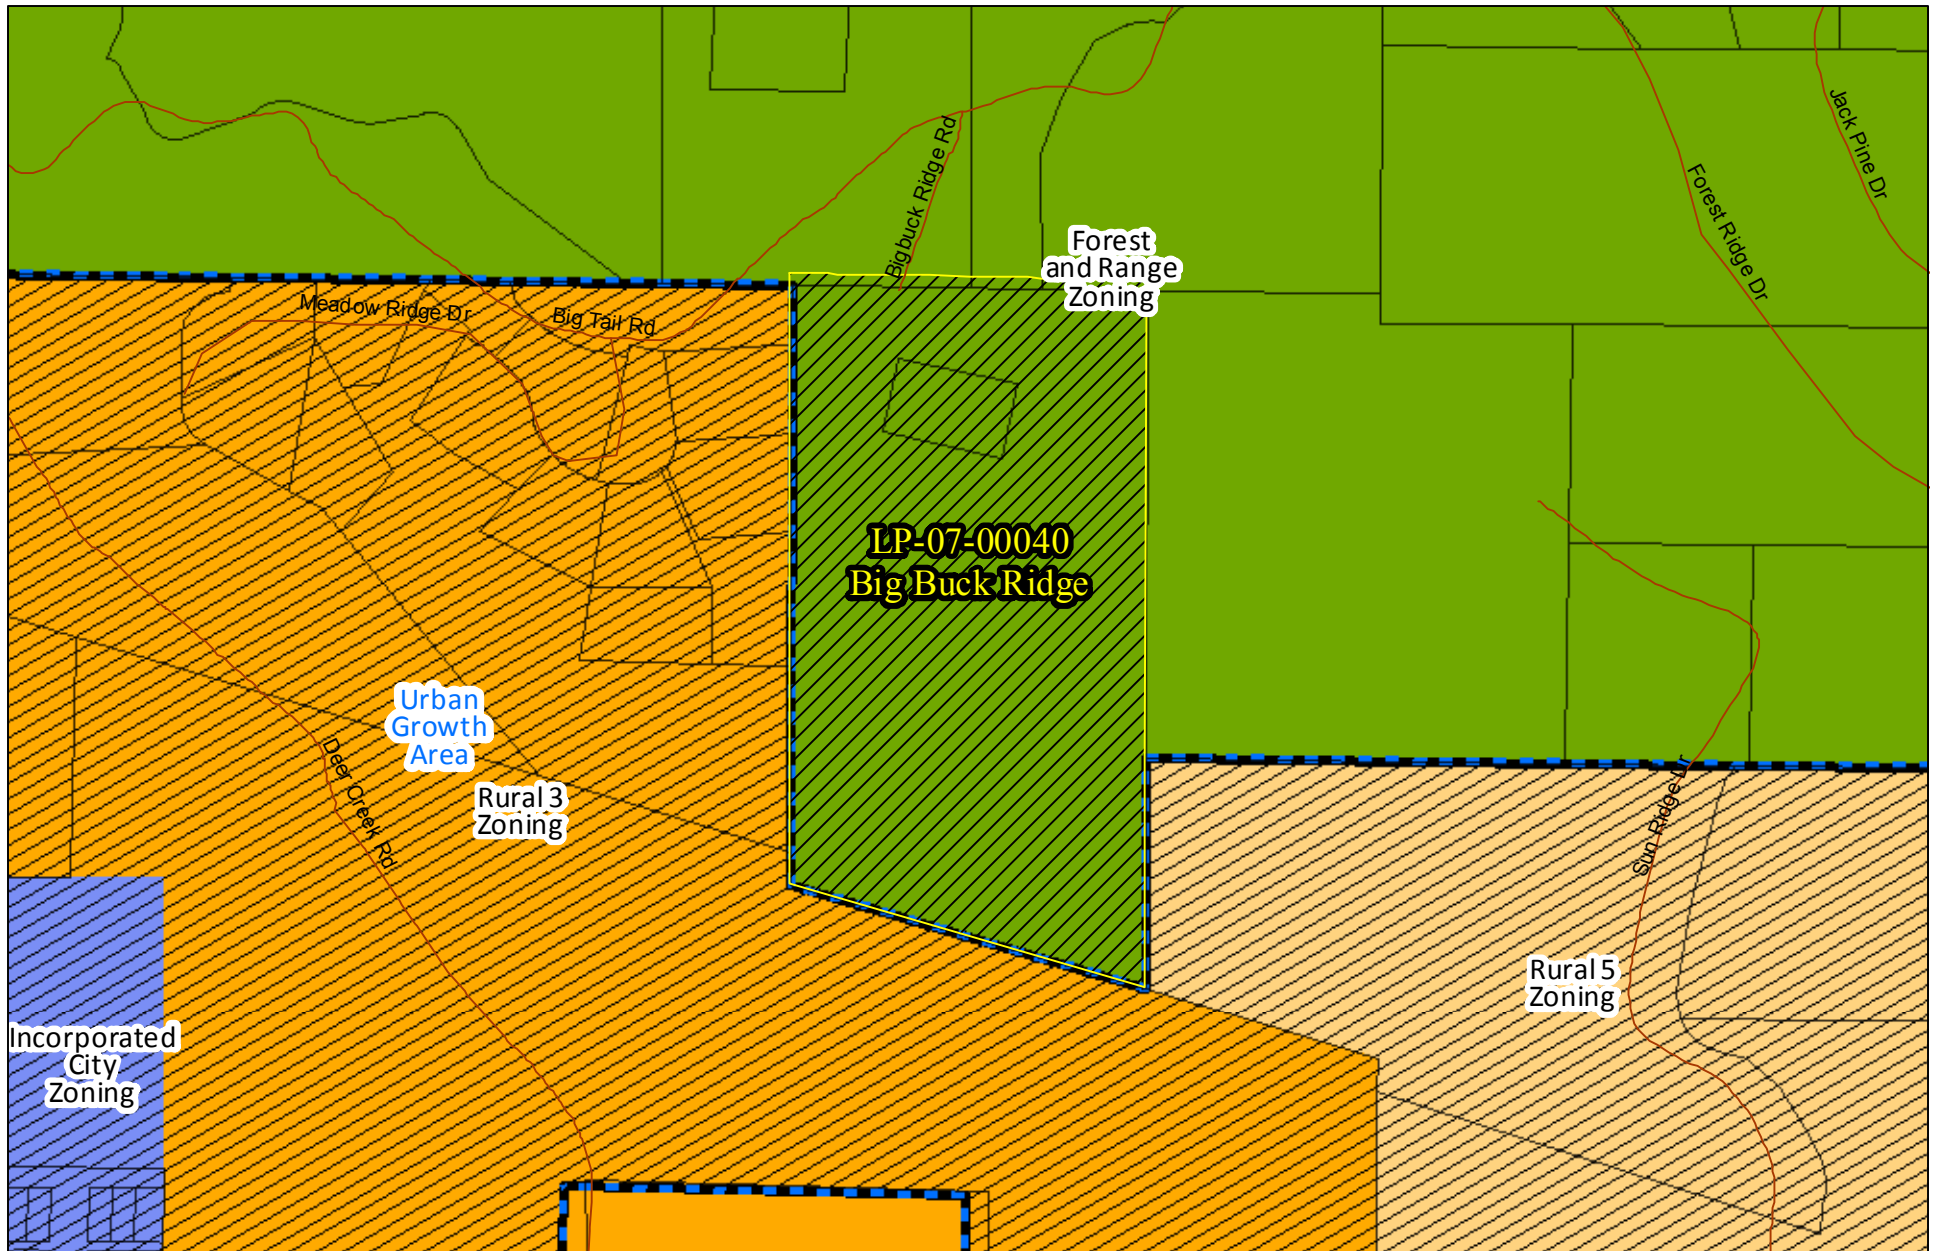 Jack Pine Dr
Bigbuck Ridge Rd
Forest Ridge Dr
Forest
and Range
Zoning
Meadow Ridge Dr
Big Tail Rd
LP-07-00040
Big Buck Ridge
Urban
Growth
Area
Deer Creek Rd
Rural 3
Zoning
Sun Ridge Dr
Rural 5
Zoning
Incorporated
City
Zoning